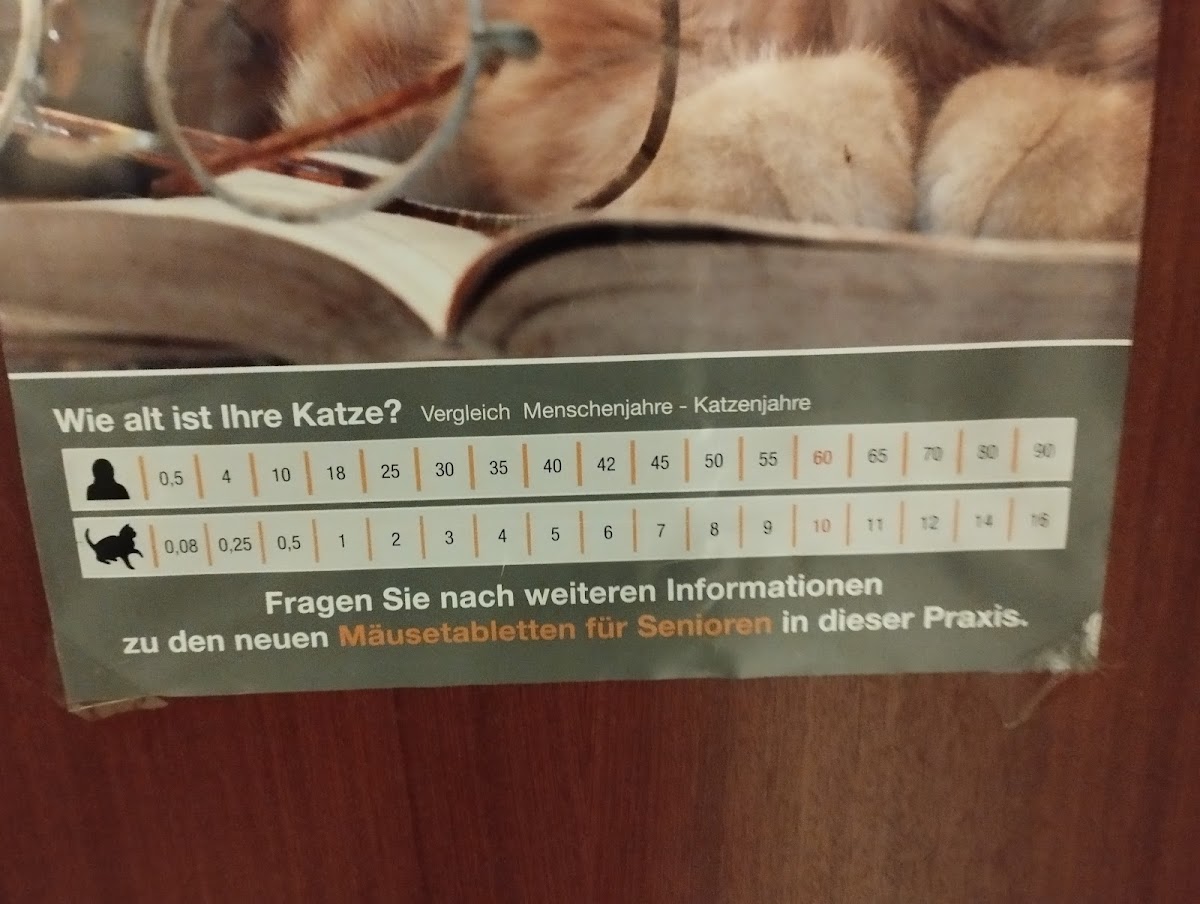 Wie alt ist Ihre Katze? Vergleich Menschenjahre - Katzenjahre
0,5 4 10 18 25 30 35 40 42 45 50 55 60 65 70 80 90
0,08 0,25 0,5 1 2 3 4 5 6 7 8 9 10 11 12 14 16
Fragen Sie nach weiteren Informationen
zu den neuen Mäusetabletten für Senioren in dieser Praxis.